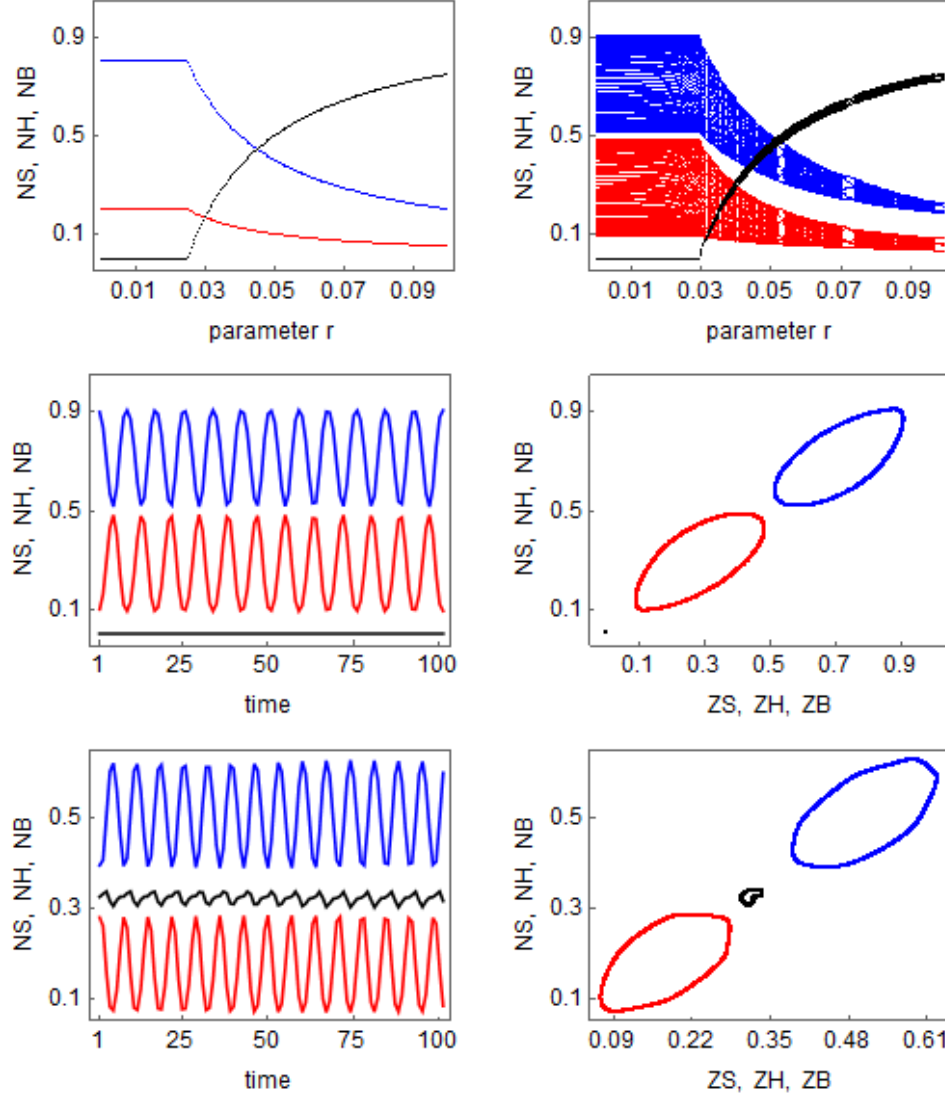 NS, NH, NB
0.9
0.5
0.1
0.01 0.03 0.05 0.07 0.09
parameter r
NS, NH, NB
0.9
0.5
0.1
0.01 0.03 0.05 0.07 0.09
parameter r
NS, NH, NB
0.9
0.5
0.1
1 25 50 75 100
time
NS, NH, NB
0.9
0.5
0.1
0.1 0.3 0.5 0.7 0.9
ZS, ZH, ZB
NS, NH, NB
0.5
0.3
0.1
1 25 50 75 100
time
NS, NH, NB
0.5
0.3
0.1
0.09 0.22 0.35 0.48 0.61
ZS, ZH, ZB